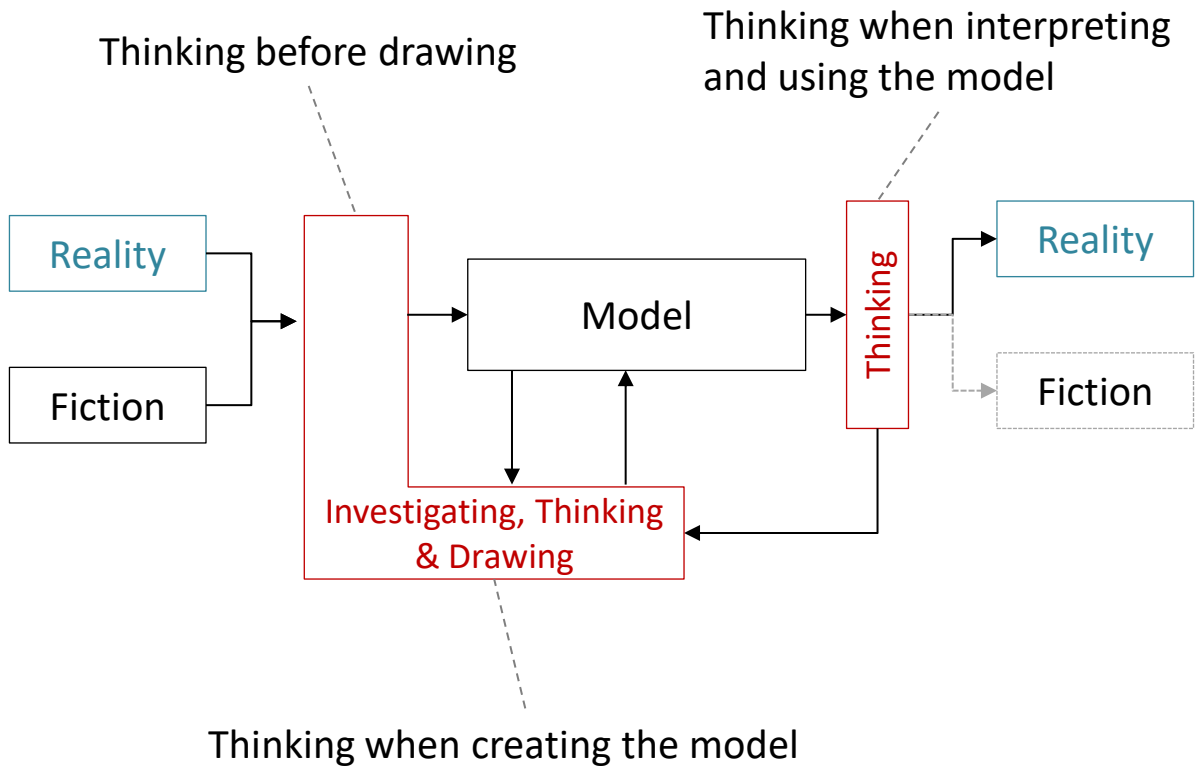 Thinking before drawing
Thinking when interpreting
and using the model
Reality
Fiction
Model
Thinking
Reality
Fiction
Investigating, Thinking
& Drawing
Thinking when creating the model